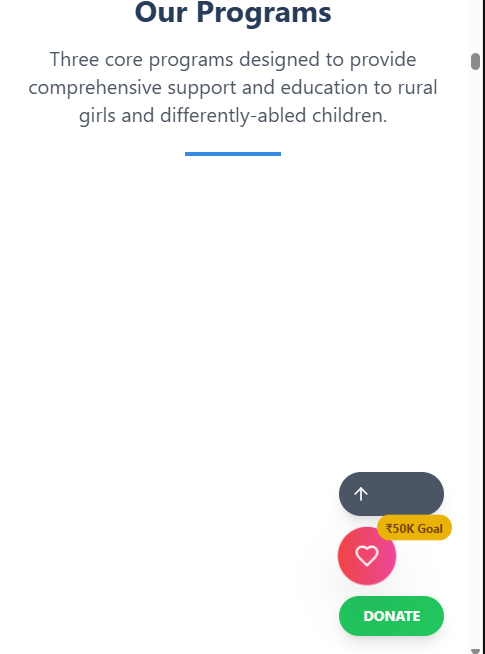 Our Programs
Three core programs designed to provide
comprehensive support and education to rural
girls and differently-abled children.
₹50K Goal
DONATE